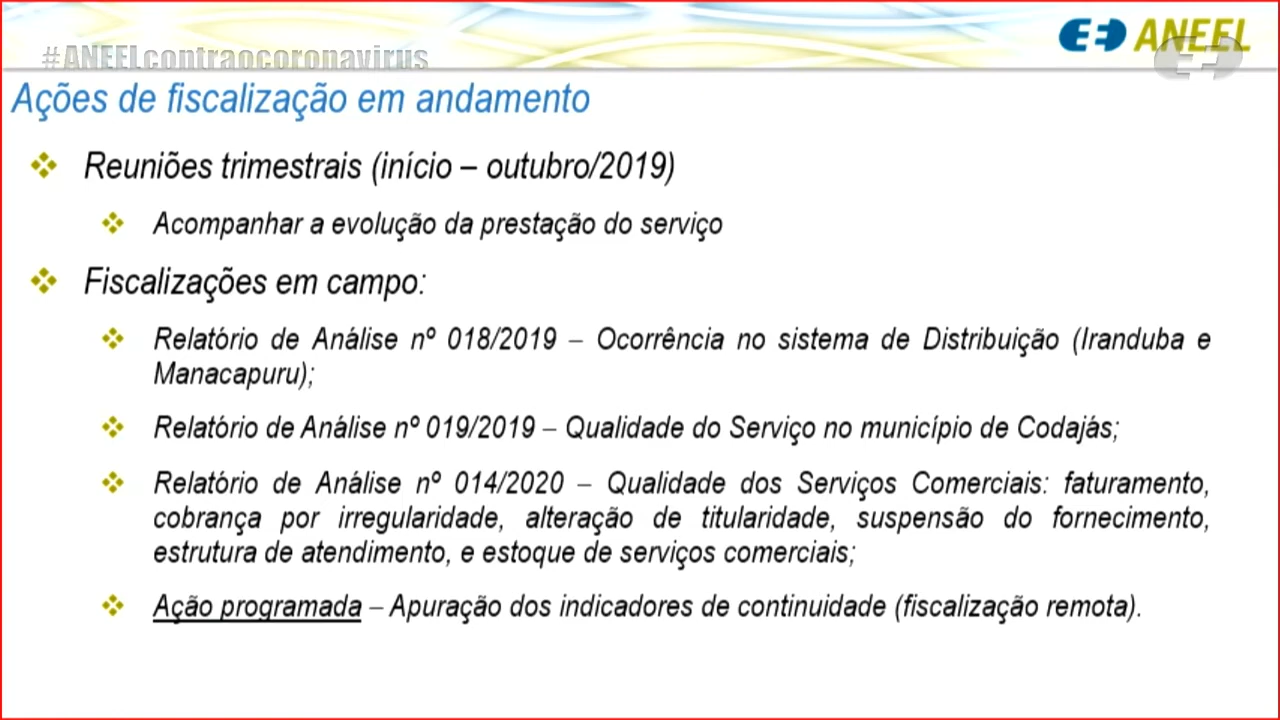 #ANEELcontraocoronavirus
ANEEL
Ações de fiscalização em andamento
Reuniões trimestrais (início – outubro/2019)
Acompanhar a evolução da prestação do serviço
Fiscalizações em campo:
Relatório de Análise nº 018/2019 – Ocorrência no sistema de Distribuição (Iranduba e
Manacapuru);
Relatório de Análise nº 019/2019 – Qualidade do Serviço no município de Codajás;
Relatório de Análise nº 014/2020 – Qualidade dos Serviços Comerciais: faturamento,
cobrança por irregularidade, alteração de titularidade, suspensão do fornecimento,
estrutura de atendimento, e estoque de serviços comerciais;
Ação programada – Apuração dos indicadores de continuidade (fiscalização remota).